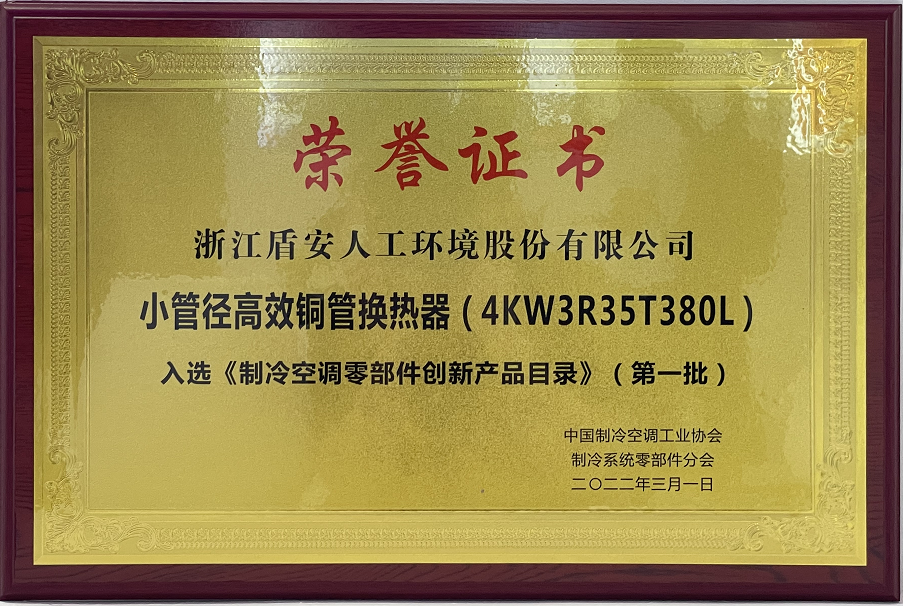 荣誉证书
浙江盾安人工环境股份有限公司
小管径高效铜管换热器（4KW3R35T380L）
入选《制冷空调零部件创新产品目录》（第一批）
中国制冷空调工业协会
制冷系统零部件分会
二〇二二年三月一日